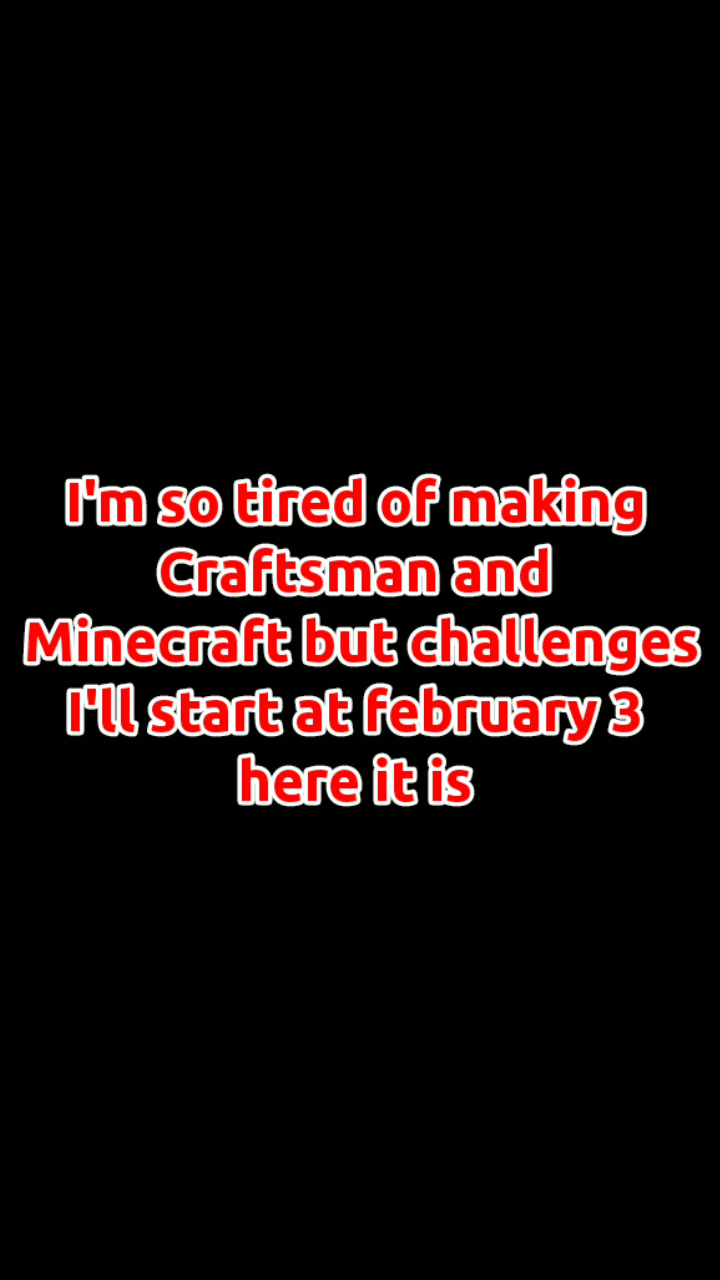 I'm so tired of making
Craftsman and
Minecraft but challenges
I'll start at february 3
here it is